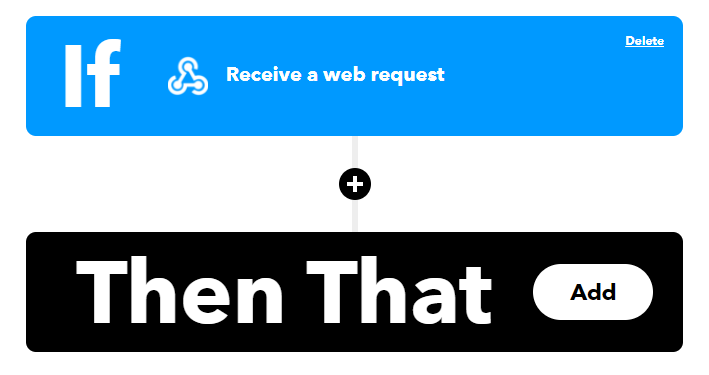 If
Receive a web request
Delete
Then That
Add